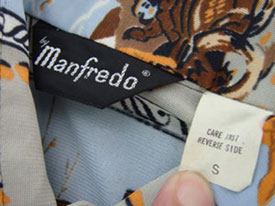 by
Manfredo®
CARE INST.
REVERSE SIDE
S